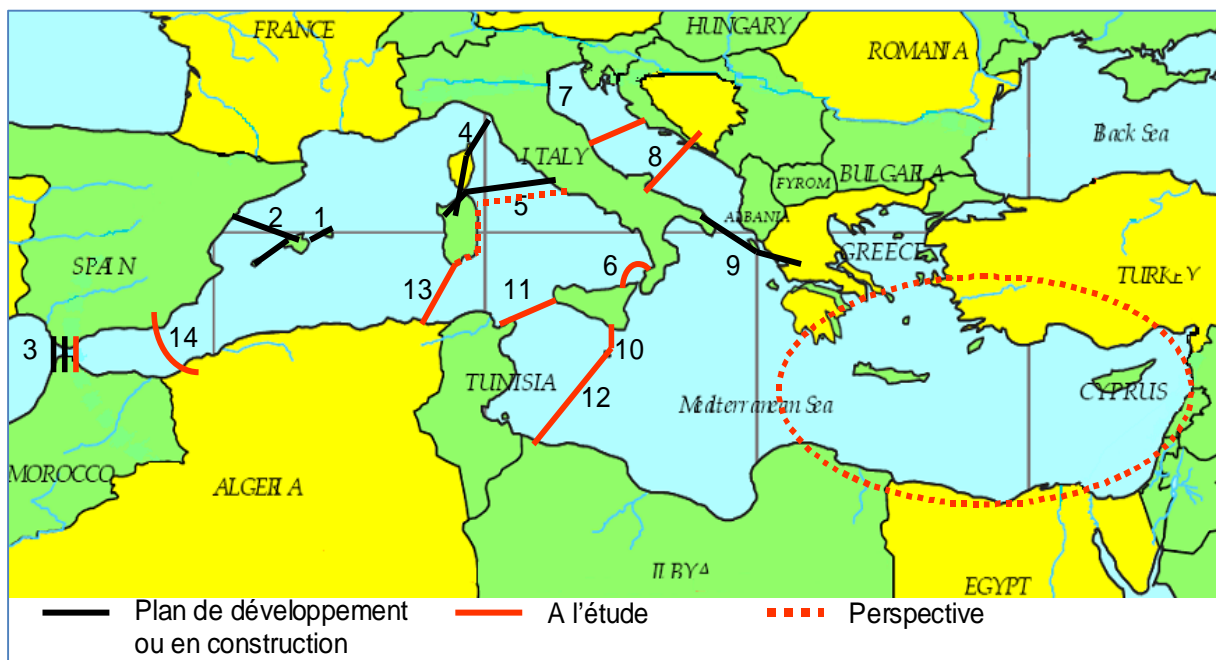 FRANCE
HUNGARY
ROMANIA
7
Black Sea
4
ITALY
8
BULGARIA
FYROM
5
2
1
ALBANIA
SPAIN
GREECE
9
6
TURKEY
13
11
14
3
10
TUNISIA
CYPRUS
12
Mediterranean Sea
MOROCCO
ALGERIA
LIBYA
EGYPT
Plan de développement
ou en construction
A l'étude
Perspective